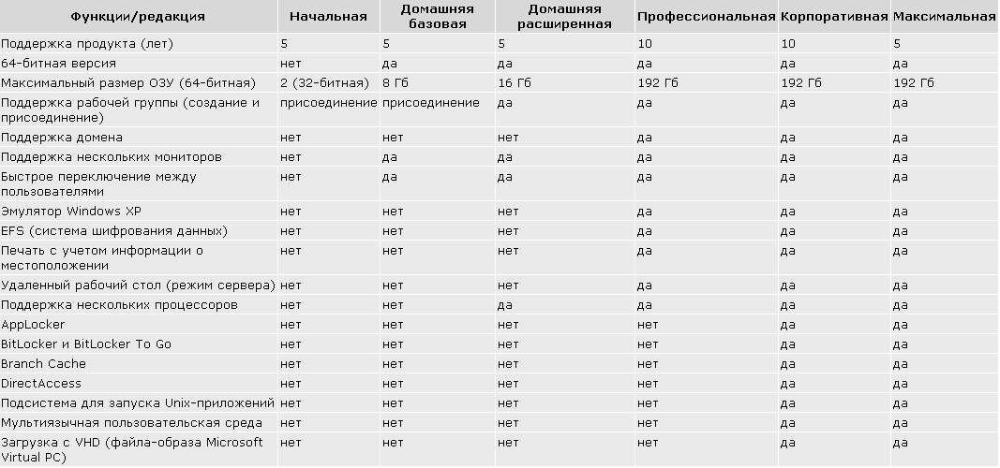 Функции/редакция Начальная Домашняя базовая Домашняя расширенная Профессиональная Корпоративная Максимальная
Поддержка продукта (лет) 5 5 5 10 10 5
64-битная версия нет да да да да да
Максимальный размер ОЗУ (64-битная) 2 (32-битная) 8 Гб 16 Гб 192 Гб 192 Гб 192 Гб
Поддержка рабочей группы (создание и присоединение) присоединение присоединение да да да да
Поддержка домена нет нет нет да да да
Поддержка нескольких мониторов нет да да да да да
Быстрое переключение между пользователями нет да да да да да
Эмулятор Windows XP нет нет нет да да да
EFS (система шифрования данных) нет нет нет да да да
Печать с учетом информации о местоположении нет нет нет да да да
Удаленный рабочий стол (режим сервера) нет нет нет да да да
Поддержка нескольких процессоров нет нет да да да да
AppLocker нет нет нет нет да да
BitLocker и BitLocker To Go нет нет нет нет да да
Branch Cache нет нет нет нет да да
DirectAccess нет нет нет нет да да
Подсистема для запуска Unix-приложений нет нет нет нет да да
Мультиязычная пользовательская среда нет нет нет нет да да
Загрузка с VHD (файла-образа Microsoft Virtual PC) нет нет нет нет да да